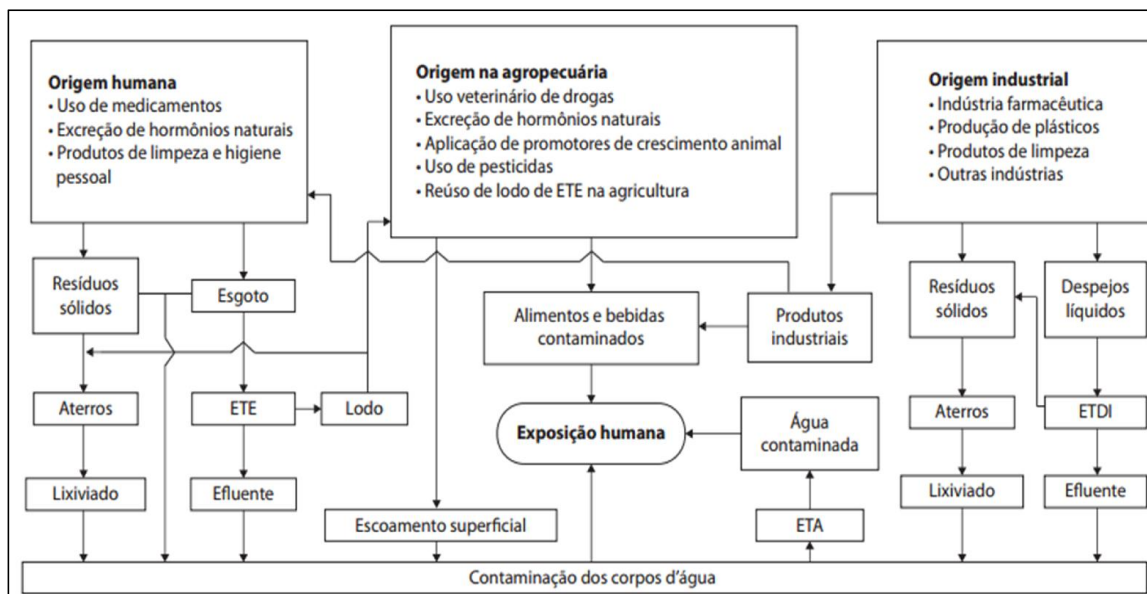 Origem humana
• Uso de medicamentos
• Excreção de hormônios naturais
• Produtos de limpeza e higiene
pessoal
Origem na agropecuária
• Uso veterinário de drogas
• Excreção de hormônios naturais
• Aplicação de promotores de crescimento animal
• Uso de pesticidas
• Reúso de lodo de ETE na agricultura
Origem industrial
• Indústria farmacêutica
• Produção de plásticos
• Produtos de limpeza
• Outras indústrias
Resíduos
sólidos
Esgoto
Alimentos e bebidas
contaminados
Produtos
industriais
Resíduos
sólidos
Despejos
líquidos
Aterros
ETE
Lodo
Exposição humana
Água
contaminada
Aterros
ETDI
Lixiviado
Efluente
Escoamento superficial
ETA
Lixiviado
Efluente
Contaminação dos corpos d'água